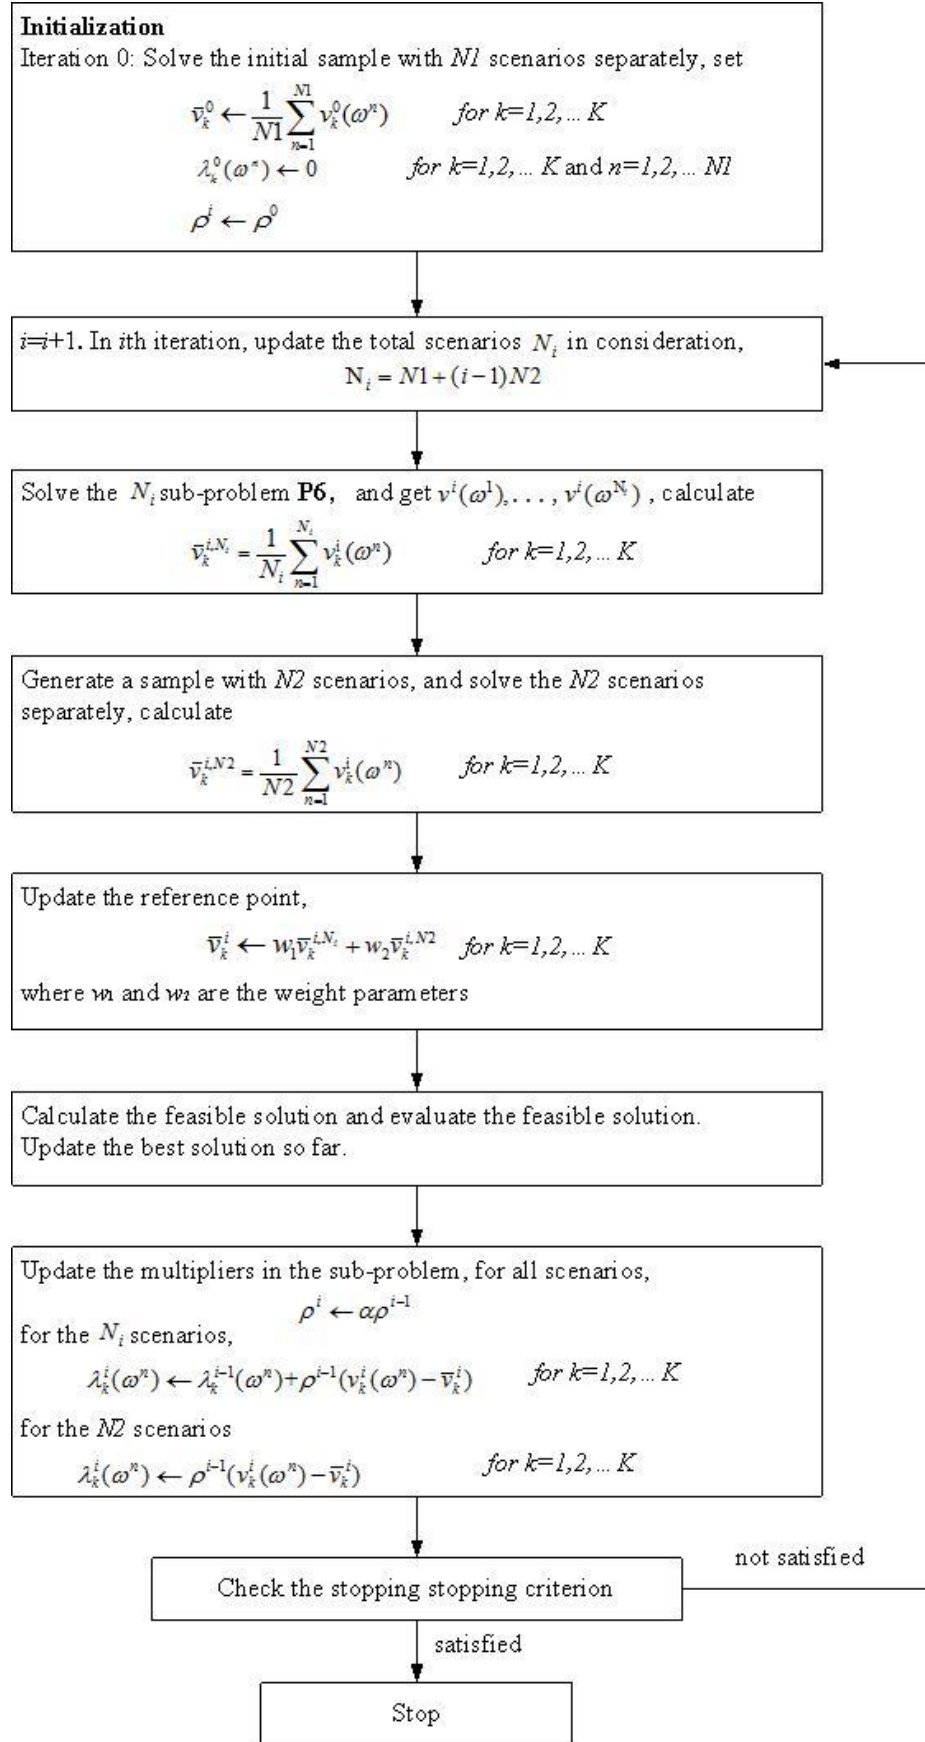 Initialization
Iteration 0: Solve the initial sample with N1 scenarios separately, set
v̄_k^0 ← 1/N1 ∑_{n=1}^{N1} v_k^0(ω^n) for k=1,2,... K
λ_k^0(ω^n) ← 0 for k=1,2,... K and n=1,2,... N1
ρ^i ← ρ^0
i=i+1. In ith iteration, update the total scenarios N_i in consideration,
N_i = N1+(i−1)N2
Solve the N_i sub-problem P6, and get v^i(ω^1),..., v^i(ω^{N_i}) , calculate
v̄_k^{i,N_i} = 1/N_i ∑_{n=1}^{N_i} v_k^i(ω^n) for k=1,2,... K
Generate a sample with N2 scenarios, and solve the N2 scenarios
separately, calculate
v̄_k^{i,N2} = 1/N2 ∑_{n=1}^{N2} v_k^i(ω^n) for k=1,2,... K
Update the reference point,
v̄_k^i ← w_1 v̄_k^{i,N_i} + w_2 v̄_k^{i,N2} for k=1,2,... K
where w1 and w2 are the weight parameters
Calculate the feasible solution and evaluate the feasible solution.
Update the best solution so far.
Update the multipliers in the sub-problem, for all scenarios,
ρ^i ← αρ^{i−1}
for the N_i scenarios,
λ_k^i(ω^n) ← λ_k^{i−1}(ω^n)+ρ^{i−1}(v_k^i(ω^n)−v̄_k^i) for k=1,2,... K
for the N2 scenarios
λ_k^i(ω^n) ← ρ^{i−1}(v_k^i(ω^n)−v̄_k^i) for k=1,2,... K
not satisfied
Check the stopping stopping criterion
satisfied
Stop